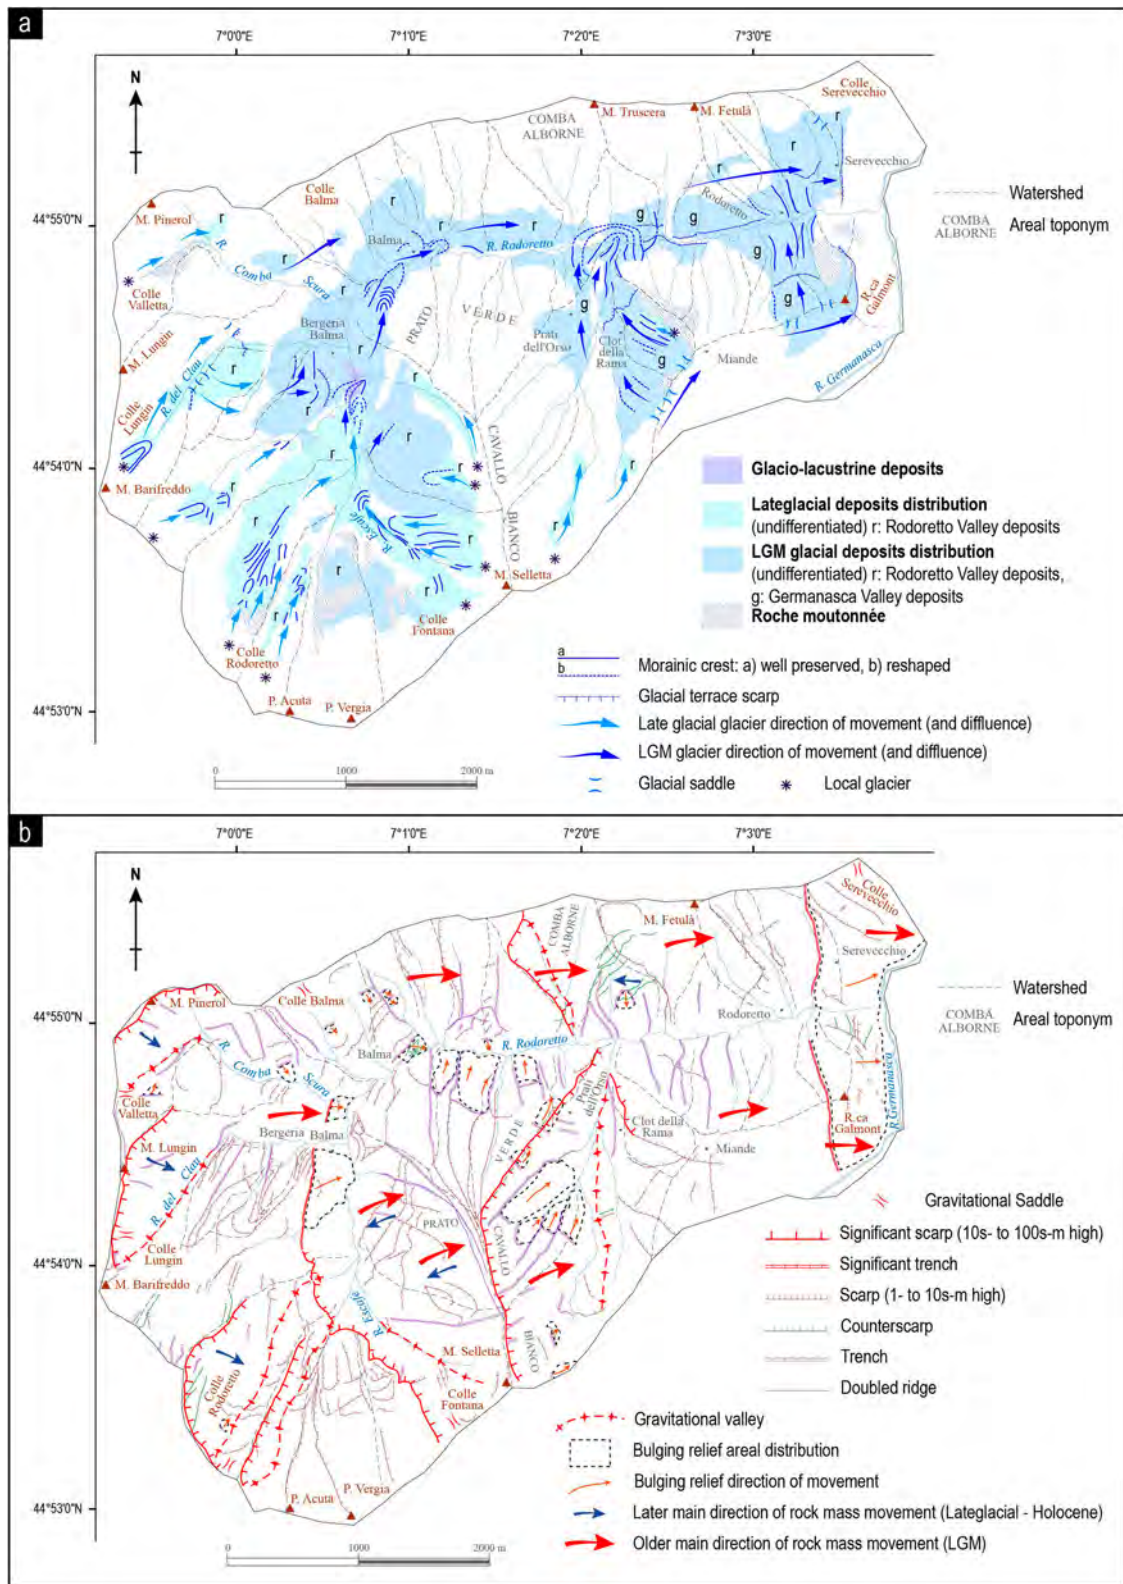 a
7°0'0"E 7°1'0"E 7°2'0"E 7°3'0"E
N
Colle
Serevecchio
M. Truscera
M. Fetulà
COMBA
ALBORNE
r
r
Serevecchio
Colle
Balma
r
Rodoretto
Watershed
COMBA
ALBORNE
Areal toponym
44°55'0"N
M. Pinerol
r
r
r
r
g
g
Balma
R. Rodoretto
R.
Comba
Scura
r
g
Colle
Valletta
r
PRATO
VERDE
g
g
R.ca
Galmont
Bergeria
Balma
r
Prati
dell'Orso
Clot
della
Rama
g
Miande
R. Germanasca
M. Lungin
R. del Clau
r
r
r
Colle
Lungin
44°54'0"N
M. Barifreddo
r
r
r
r
r
CAVALLO
BIANCO
Glacio-lacustrine deposits
Lateglacial deposits distribution
(undifferentiated) r: Rodoretto Valley deposits
LGM glacial deposits distribution
(undifferentiated) r: Rodoretto Valley deposits,
g: Germanasca Valley deposits
Roche moutonnée
r
R. Escafe
r
r
r
M. Selletta
r
r
Colle
Fontana
Colle
Rodoretto
44°53'0"N
P. Acuta
P. Vergia
a
b
Morainic crest: a) well preserved, b) reshaped
Glacial terrace scarp
Late glacial glacier direction of movement (and diffluence)
LGM glacier direction of movement (and diffluence)
Glacial saddle
Local glacier
0 1000 2000 m
b
7°0'0"E 7°1'0"E 7°2'0"E 7°3'0"E
N
Colle
Serevecchio
M. Fetulà
COMBA
ALBORNE
Serevecchio
Colle Balma
M. Pinerol
Rodoretto
Watershed
COMBA
ALBORNE
Areal toponym
44°55'0"N
R. Rodoretto
Balma
R.
Comba
Scura
Colle
Valletta
Prati
dell'Orso
R. Germanasca
R.ca
Galmont
Clot della
Rama
Miande
Bergeria
Balma
VERDE
M. Lungin
R. del Clau
PRATO
CAVALLO
Colle
Lungin
44°54'0"N
M. Barifreddo
Gravitational Saddle
Significant scarp (10s- to 100s-m high)
Significant trench
Scarp (1- to 10s-m high)
Counterscarp
Trench
Doubled ridge
R. Escafe
BIANCO
M. Selletta
Colle
Rodoretto
Colle
Fontana
Gravitational valley
Bulging relief areal distribution
Bulging relief direction of movement
Later main direction of rock mass movement (Lateglacial - Holocene)
Older main direction of rock mass movement (LGM)
44°53'0"N
P. Acuta
P. Vergia
0 1000 2000 m